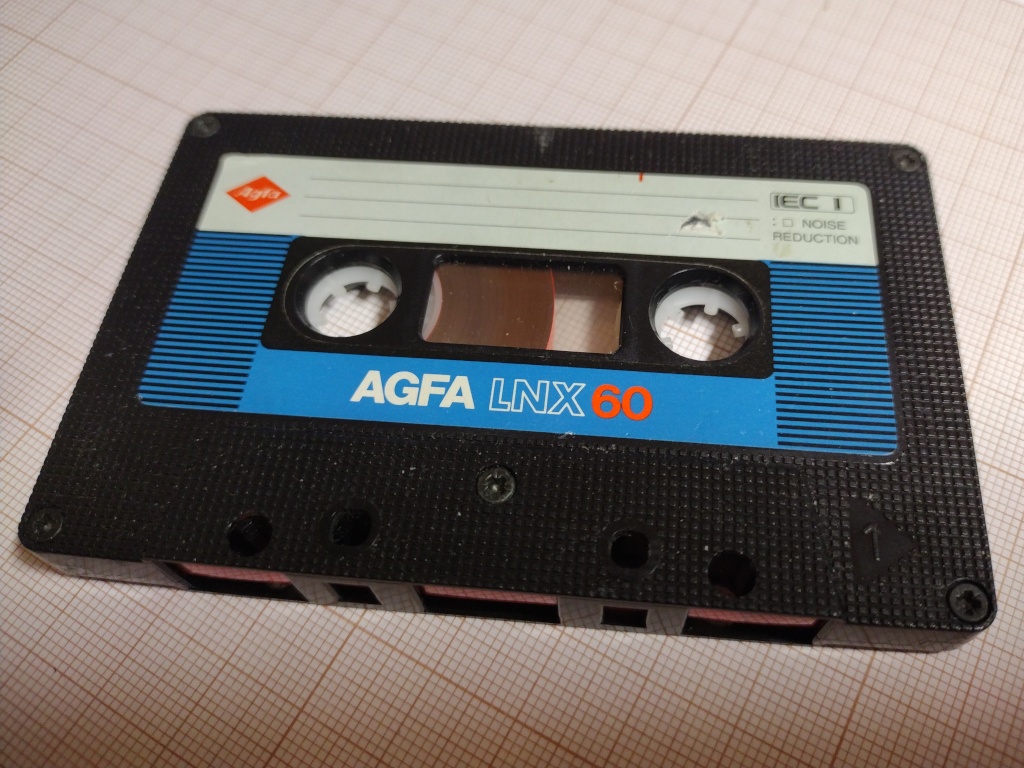 Agfa
IEC I
NOISE
REDUCTION
AGFA LNX 60
1